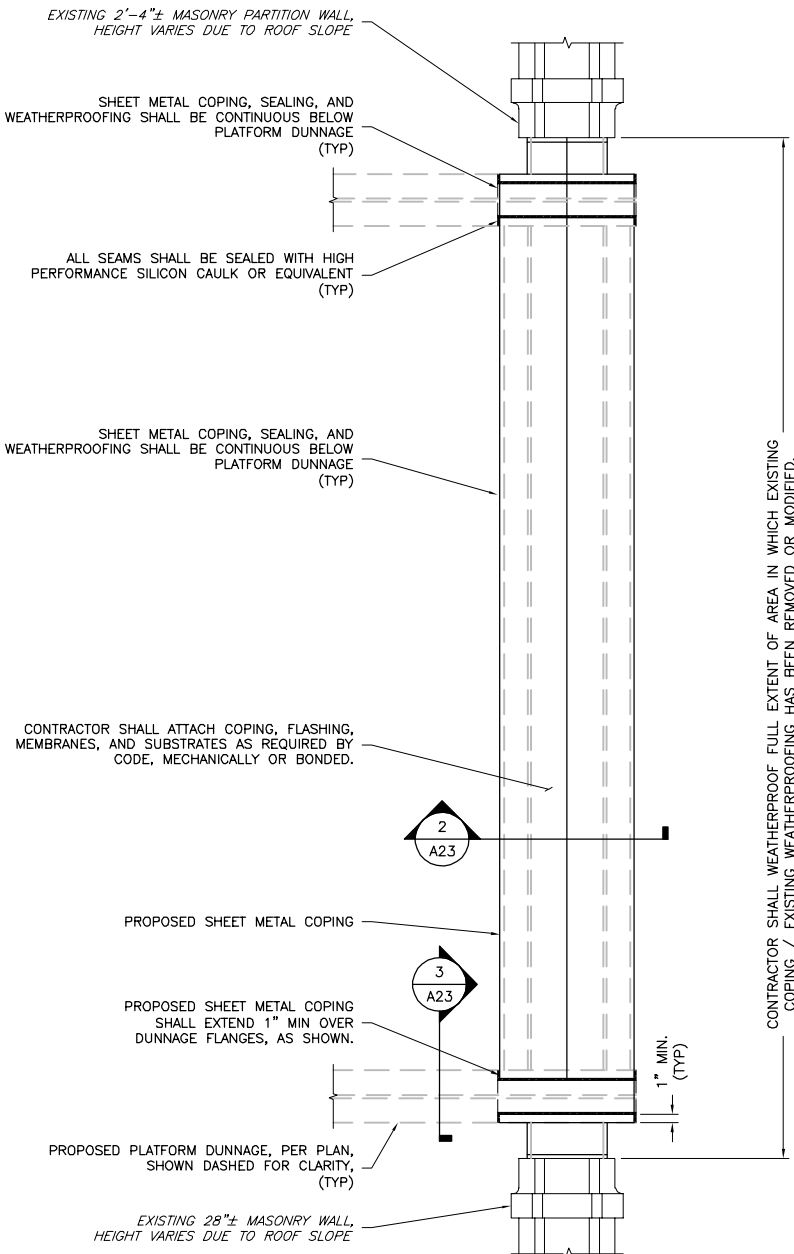 EXISTING 2'-4"± MASONRY PARTITION WALL,
HEIGHT VARIES DUE TO ROOF SLOPE
SHEET METAL COPING, SEALING, AND
WEATHERPROOFING SHALL BE CONTINUOUS BELOW
PLATFORM DUNNAGE
(TYP)
ALL SEAMS SHALL BE SEALED WITH HIGH
PERFORMANCE SILICON CAULK OR EQUIVALENT
(TYP)
SHEET METAL COPING, SEALING, AND
WEATHERPROOFING SHALL BE CONTINUOUS BELOW
PLATFORM DUNNAGE
(TYP)
CONTRACTOR SHALL ATTACH COPING, FLASHING,
MEMBRANES, AND SUBSTRATES AS REQUIRED BY
CODE, MECHANICALLY OR BONDED.
2
A23
PROPOSED SHEET METAL COPING
3
A23
PROPOSED SHEET METAL COPING
SHALL EXTEND 1" MIN OVER
DUNNAGE FLANGES, AS SHOWN.
1" MIN.
(TYP)
PROPOSED PLATFORM DUNNAGE, PER PLAN,
SHOWN DASHED FOR CLARITY,
(TYP)
EXISTING 28"± MASONRY WALL,
HEIGHT VARIES DUE TO ROOF SLOPE
CONTRACTOR SHALL WEATHERPROOF FULL EXTENT OF AREA IN WHICH EXISTING
COPING / EXISTING WEATHERPROOFING HAS BEEN REMOVED OR MODIFIED.